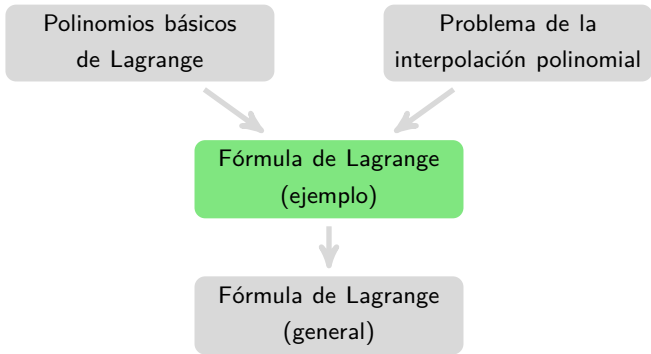 Polinomios básicos
de Lagrange
Problema de la
interpolación polinomial
Fórmula de Lagrange
(ejemplo)
Fórmula de Lagrange
(general)